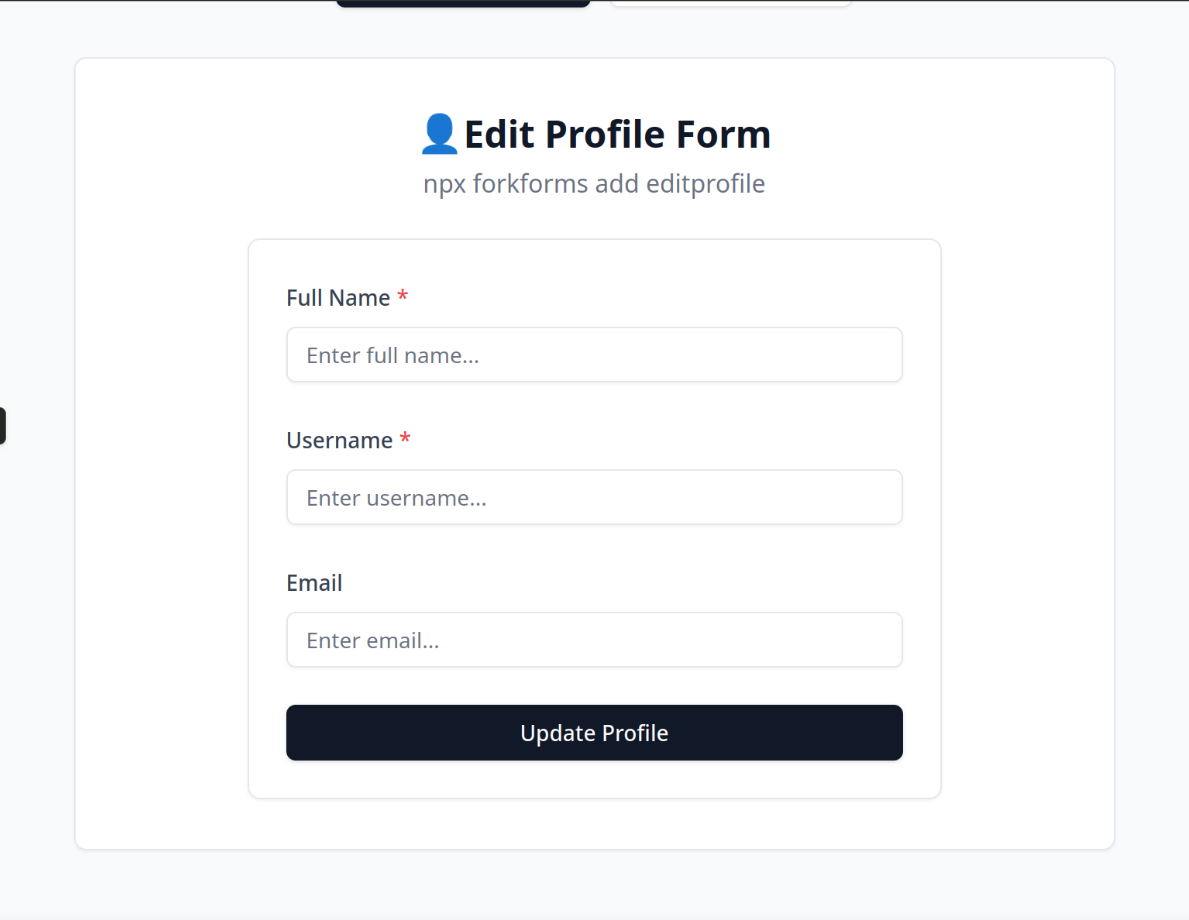 Edit Profile Form
npx forkforms add editprofile
Full Name *
Enter full name...
Username *
Enter username...
Email
Enter email...
Update Profile